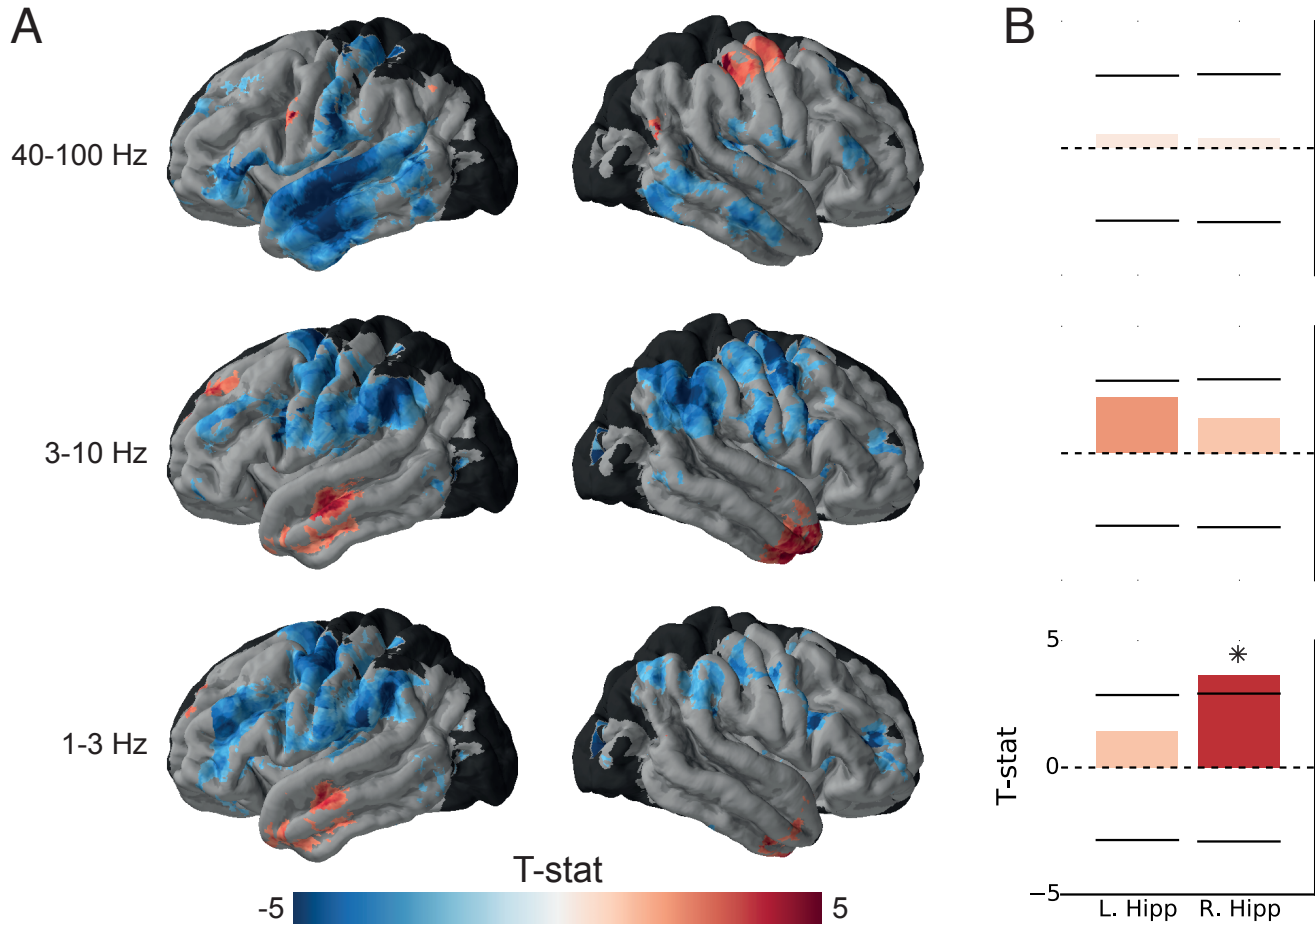 A
B
40-100 Hz
3-10 Hz
1-3 Hz
T-stat
-5
5
5
*
0
T-stat
−5
L. Hipp
R. Hipp